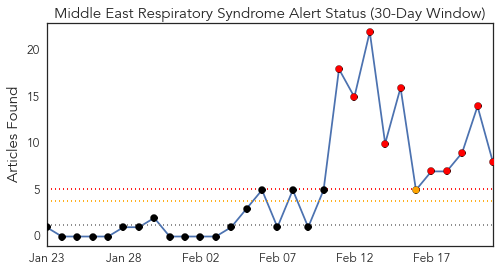 Middle East Respiratory Syndrome Alert Status (30-Day Window)
Articles Found
20
15
10
5
0
Jan 23 Jan 28 Feb 02 Feb 07 Feb 12 Feb 17